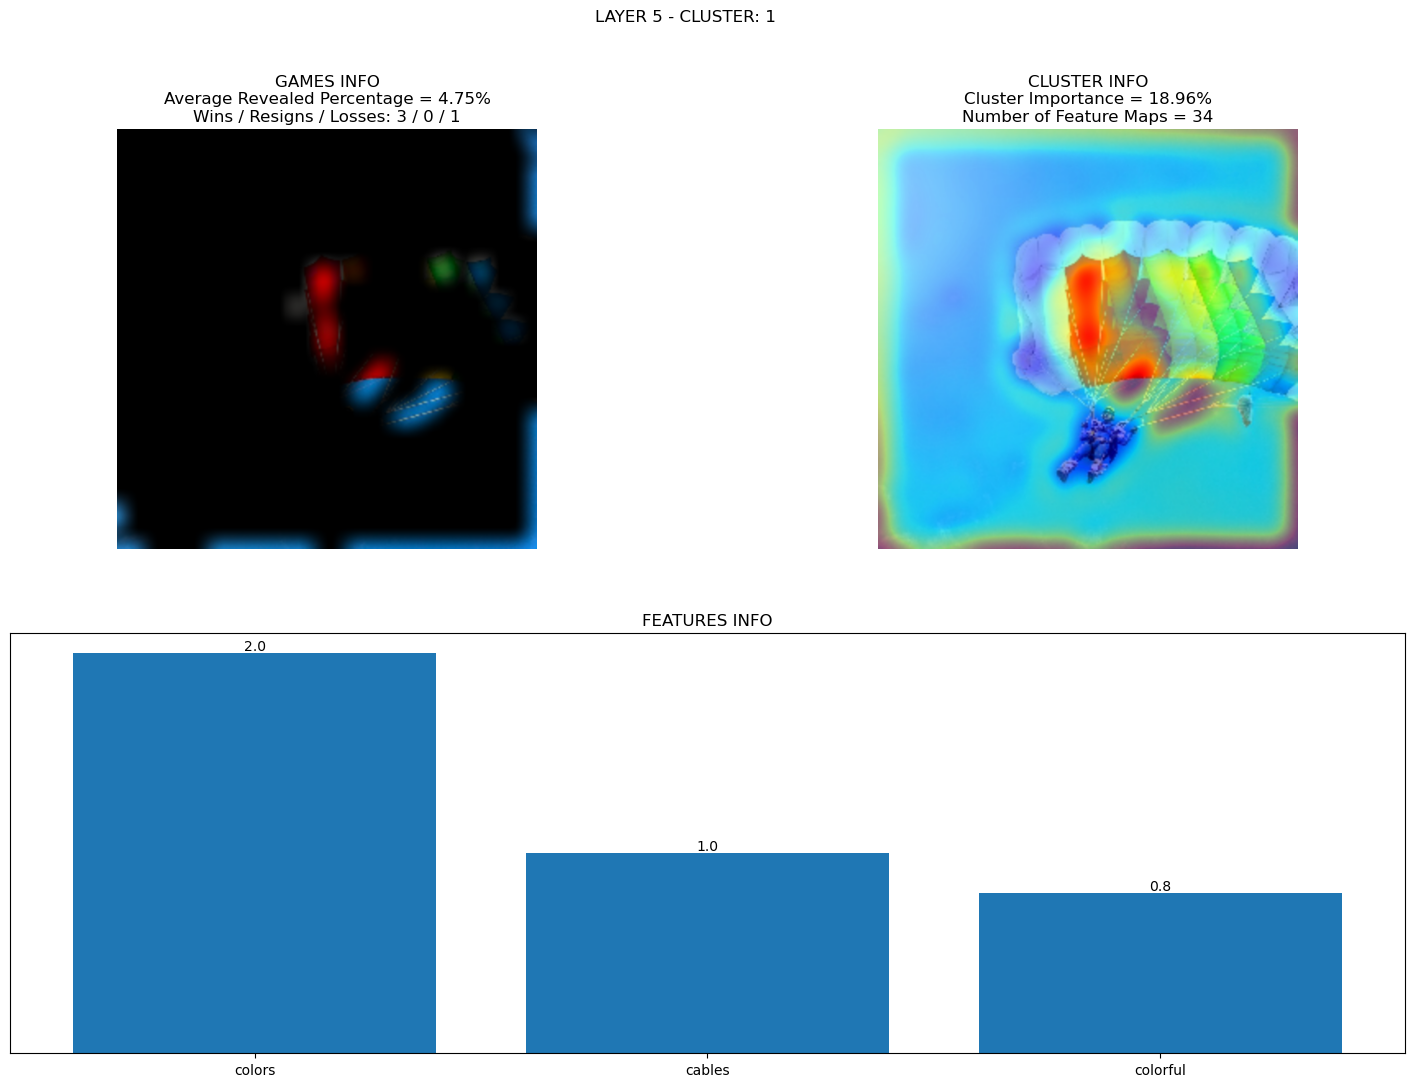 LAYER 5 - CLUSTER: 1
GAMES INFO
Average Revealed Percentage = 4.75%
Wins / Resigns / Losses: 3 / 0 / 1
CLUSTER INFO
Cluster Importance = 18.96%
Number of Feature Maps = 34
FEATURES INFO
2.0
1.0
0.8
colors
cables
colorful